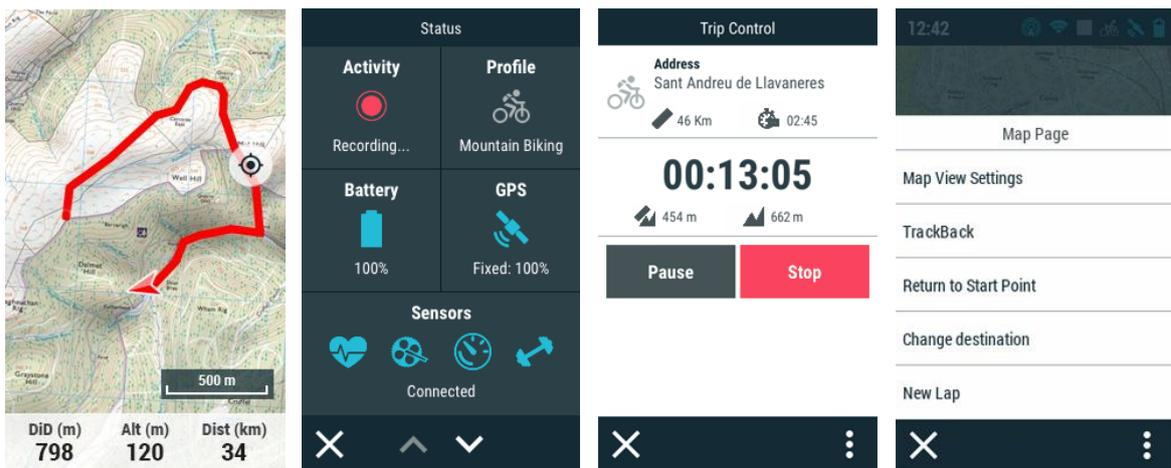 Well Hill
500 m
DiD (m)
798
Alt (m)
120
Dist (km)
34
Status
Activity
Recording...
Profile
Mountain Biking
Battery
100%
GPS
Fixed: 100%
Sensors
Connected
Trip Control
Address
Sant Andreu de Llavaneres
46 Km
02:45
00:13:05
454 m
662 m
Pause
Stop
12:42
Map Page
Map View Settings
TrackBack
Return to Start Point
Change destination
New Lap